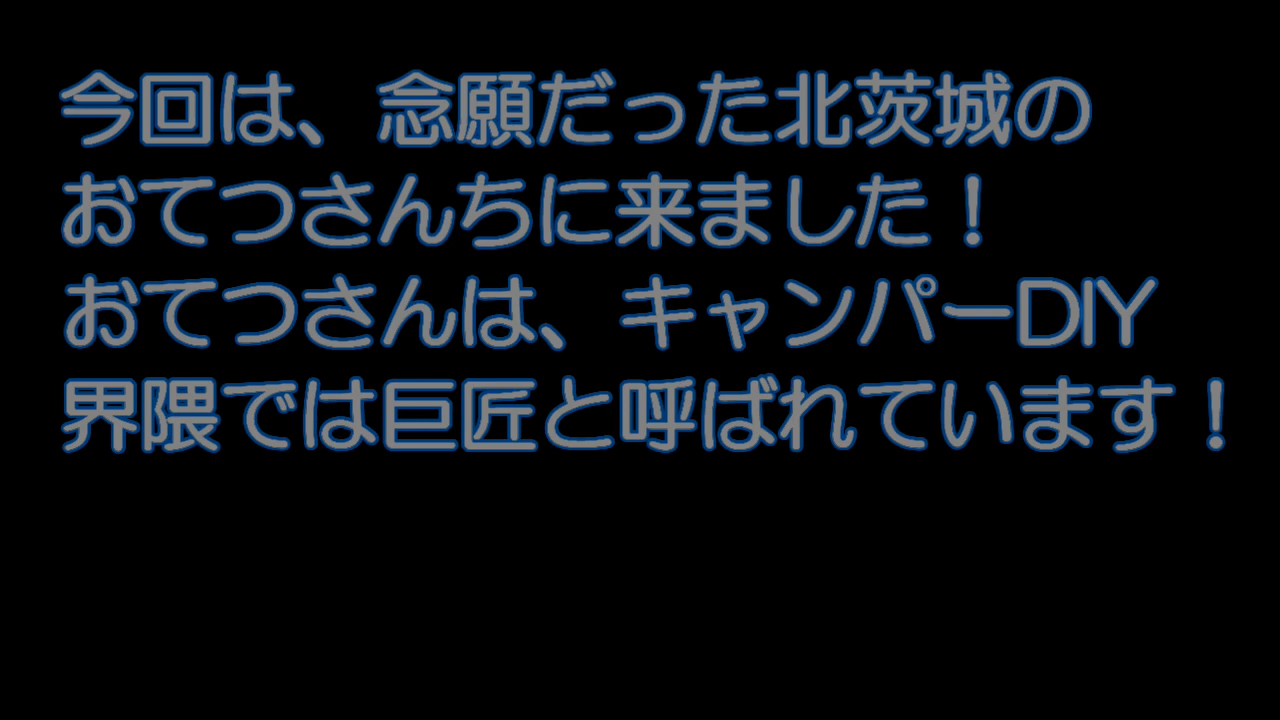 今回は、念願だった北茨城の
おてつさんちに来ました！
おてつさんは、キャンパーDIY
界隈では巨匠と呼ばれています！